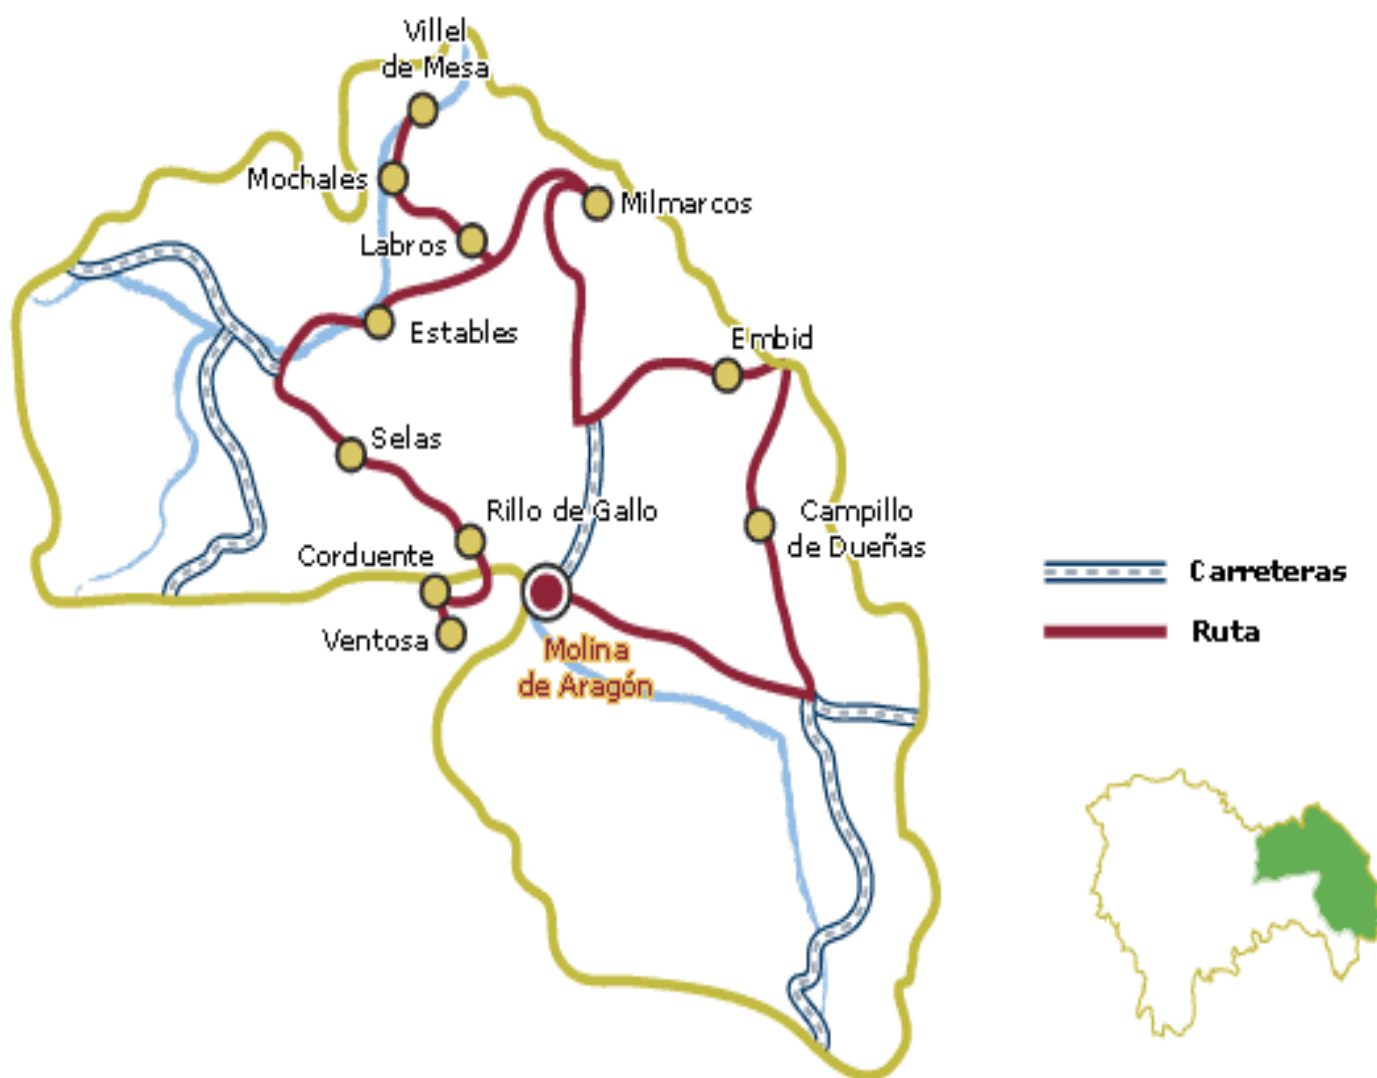 Villel
de Mesa
Mochales
Milmarcos
Labros
Estables
Embid
Selas
Rillo de Gallo
Campillo
de Dueñas
Corduente
Ventosa
Molina
de Aragón
Carreteras
Ruta